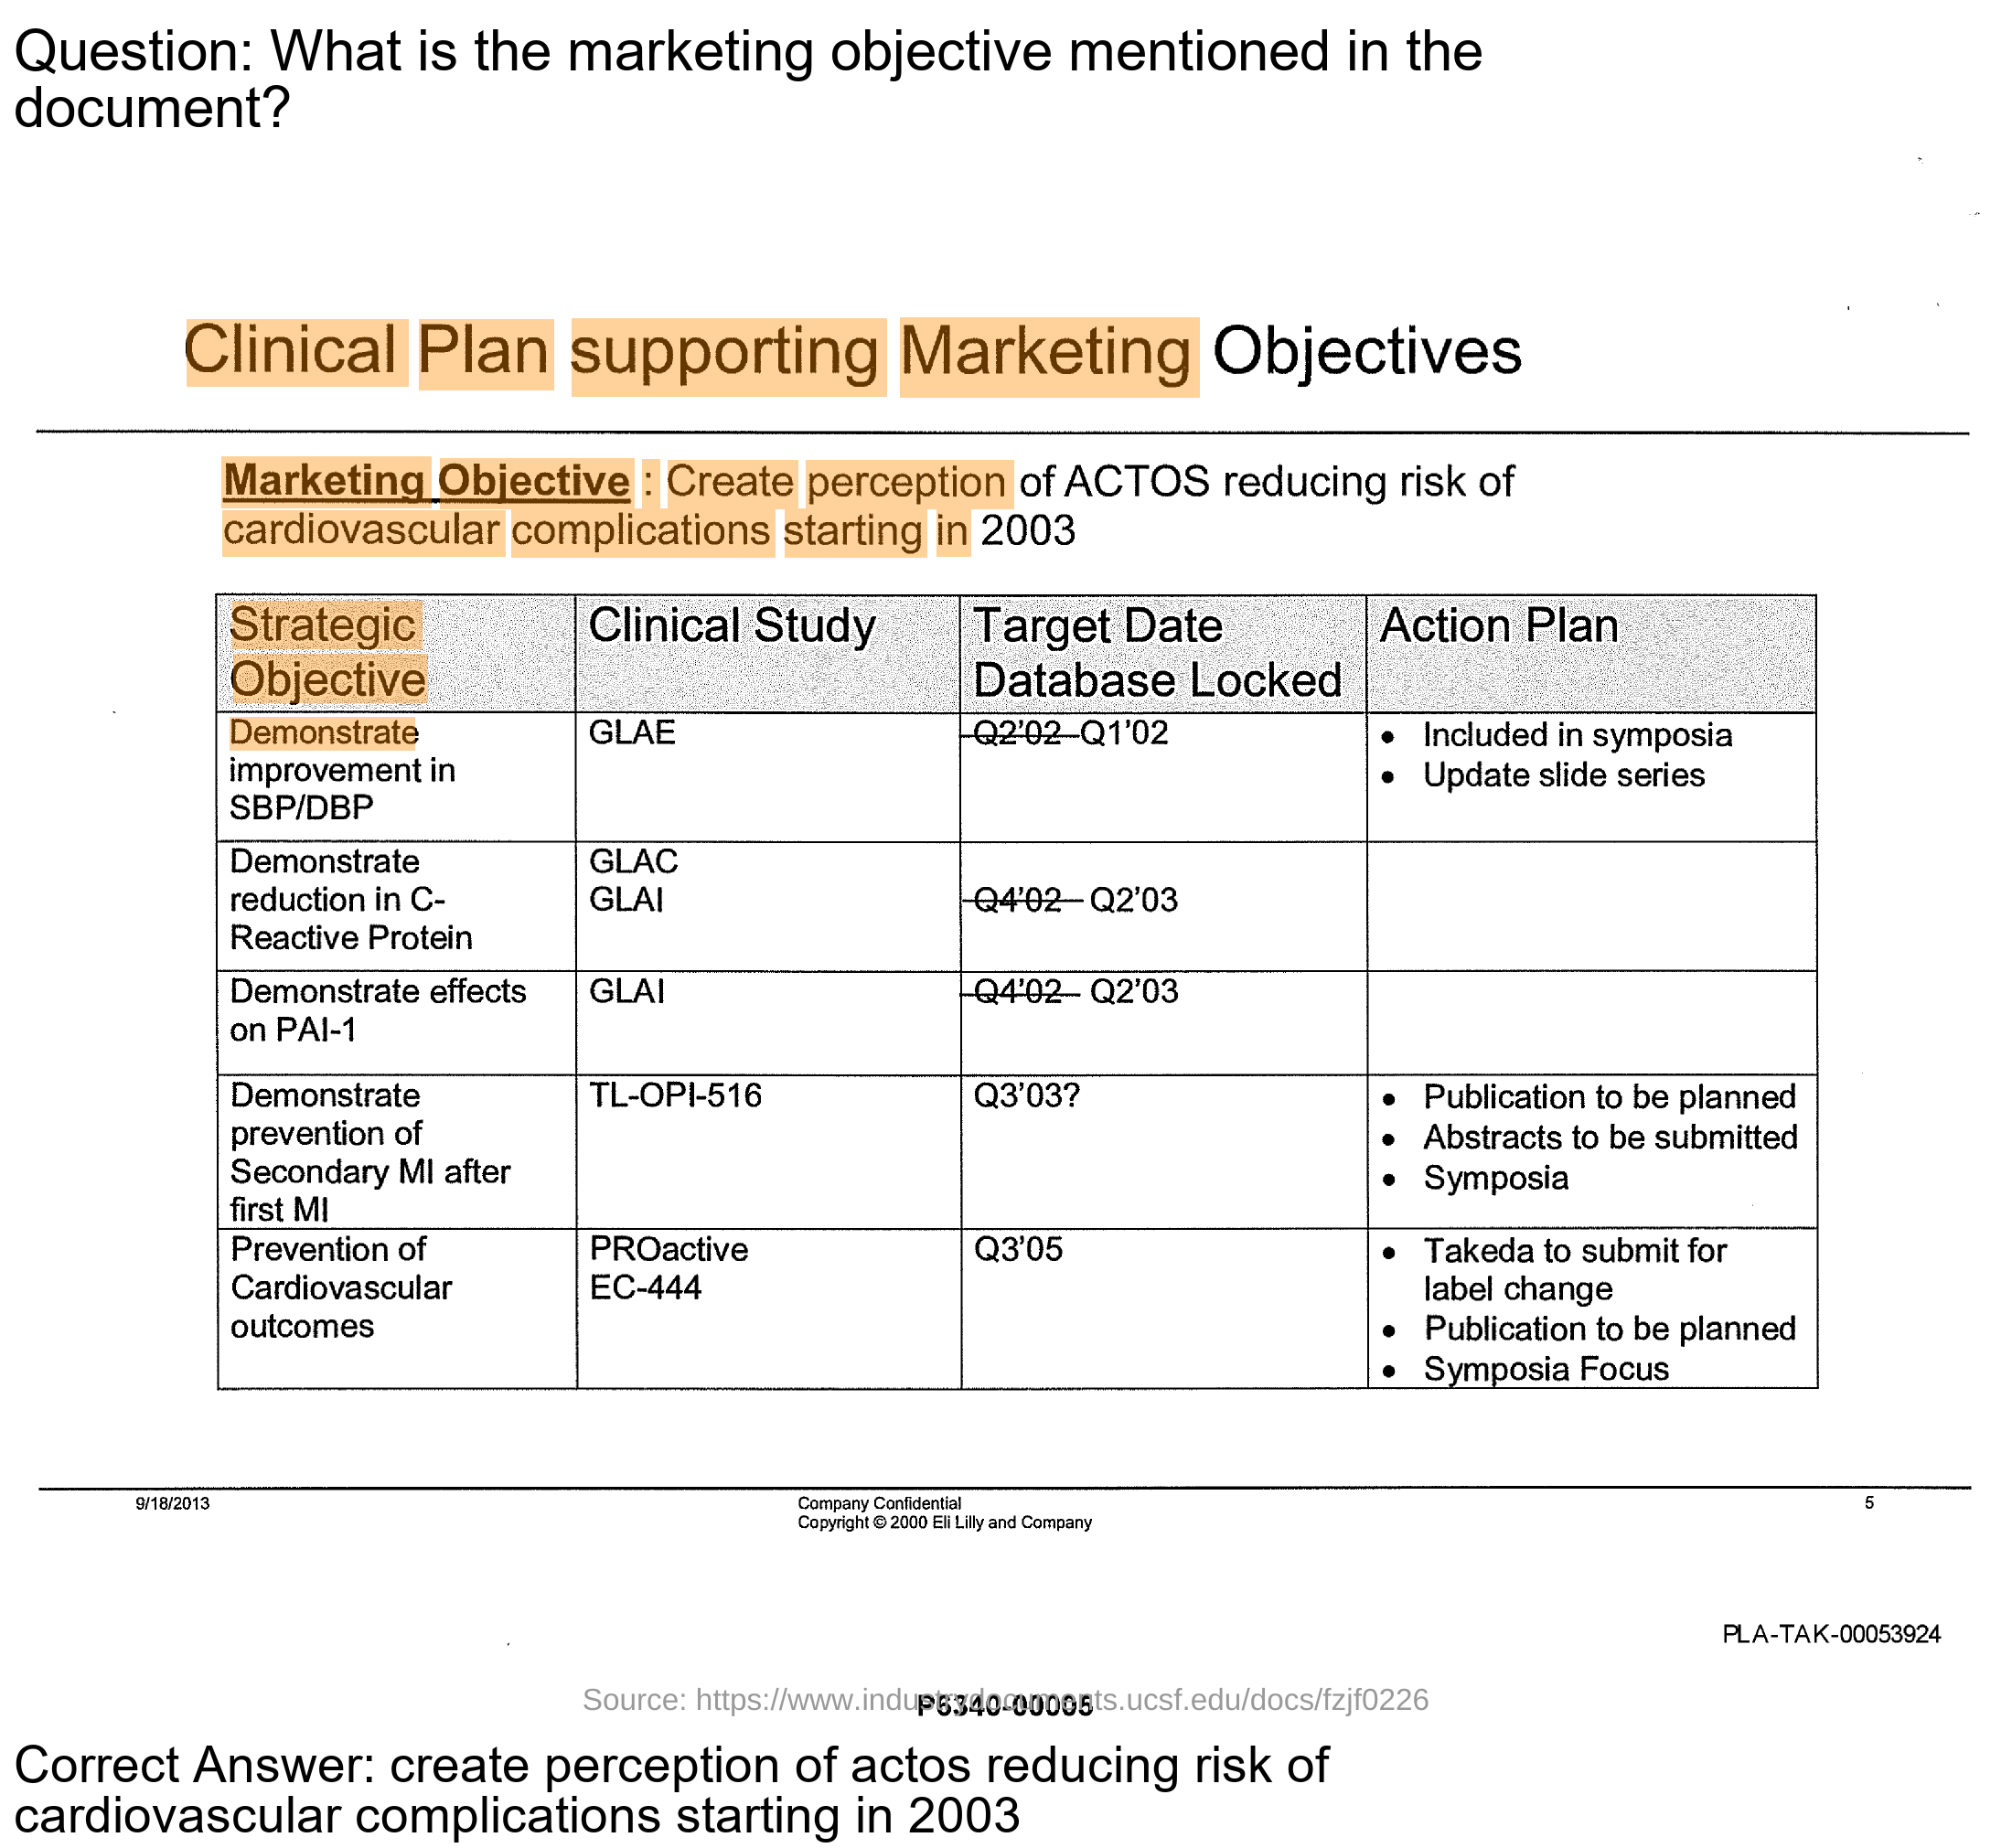 Question: What is the marketing objective mentioned in the
document?
Clinical Plan supporting Marketing Objectives
Marketing Objective : Create perception of ACTOS reducing risk of
cardiovascular complications starting in 2003
Strategic
Objective
Clinical Study
Target Date
Database Locked
Action Plan
Demonstrate
improvement in
SBP/DBP
GLAE
Q2'02 Q1'02
• Included in symposia
• Update slide series
Demonstrate
reduction in C-
Reactive Protein
GLAC
GLAI
Q4'02 Q2'03
Demonstrate effects
on PAI-1
GLAI
Q4'02 Q2'03
Demonstrate
prevention of
Secondary MI after
first MI
TL-OPI-516
Q3'03?
• Publication to be planned
• Abstracts to be submitted
• Symposia
Prevention of
Cardiovascular
outcomes
PROactive
EC-444
Q3'05
• Takeda to submit for
label change
• Publication to be planned
• Symposia Focus
9/18/2013
Company Confidential
Copyright © 2000 Eli Lilly and Company
5
PLA-TAK-00053924
Source: https://www.industrydocuments.ucsf.edu/docs/fzjf0226
P6340-00005
Correct Answer: create perception of actos reducing risk of
cardiovascular complications starting in 2003